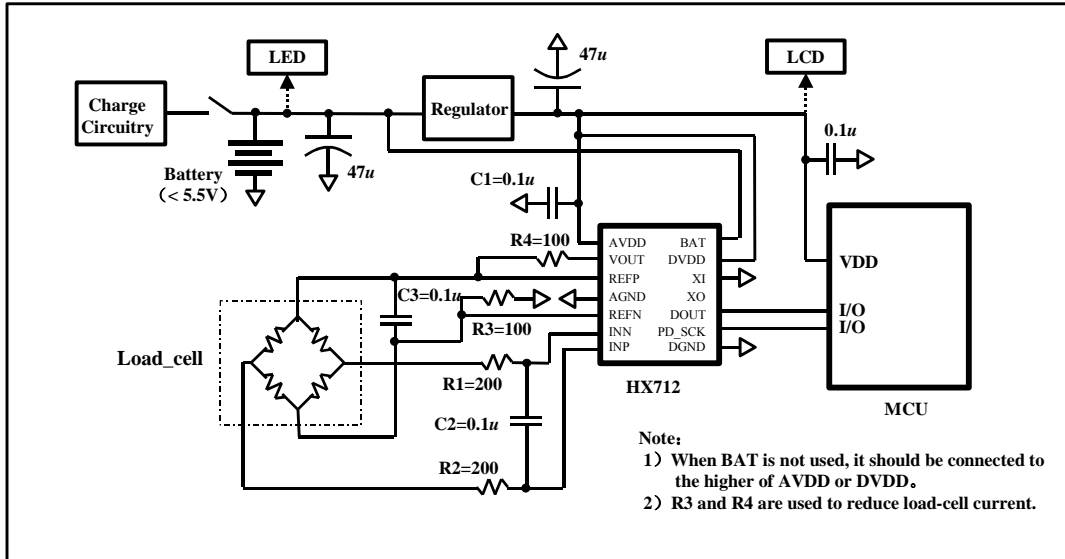 LED
47u
LCD
Charge
Circuitry
Regulator
0.1u
Battery
（< 5.5V）
47u
C1=0.1u
R4=100
AVDD
BAT
VOUT
DVDD
REFP
XI
AGND
XO
REFN
DOUT
INN
PD_SCK
INP
DGND
VDD
I/O
I/O
C3=0.1u
R3=100
Load_cell
R1=200
HX712
MCU
C2=0.1u
R2=200
Note：
1）When BAT is not used, it should be connected to
the higher of AVDD or DVDD。
2）R3 and R4 are used to reduce load-cell current.